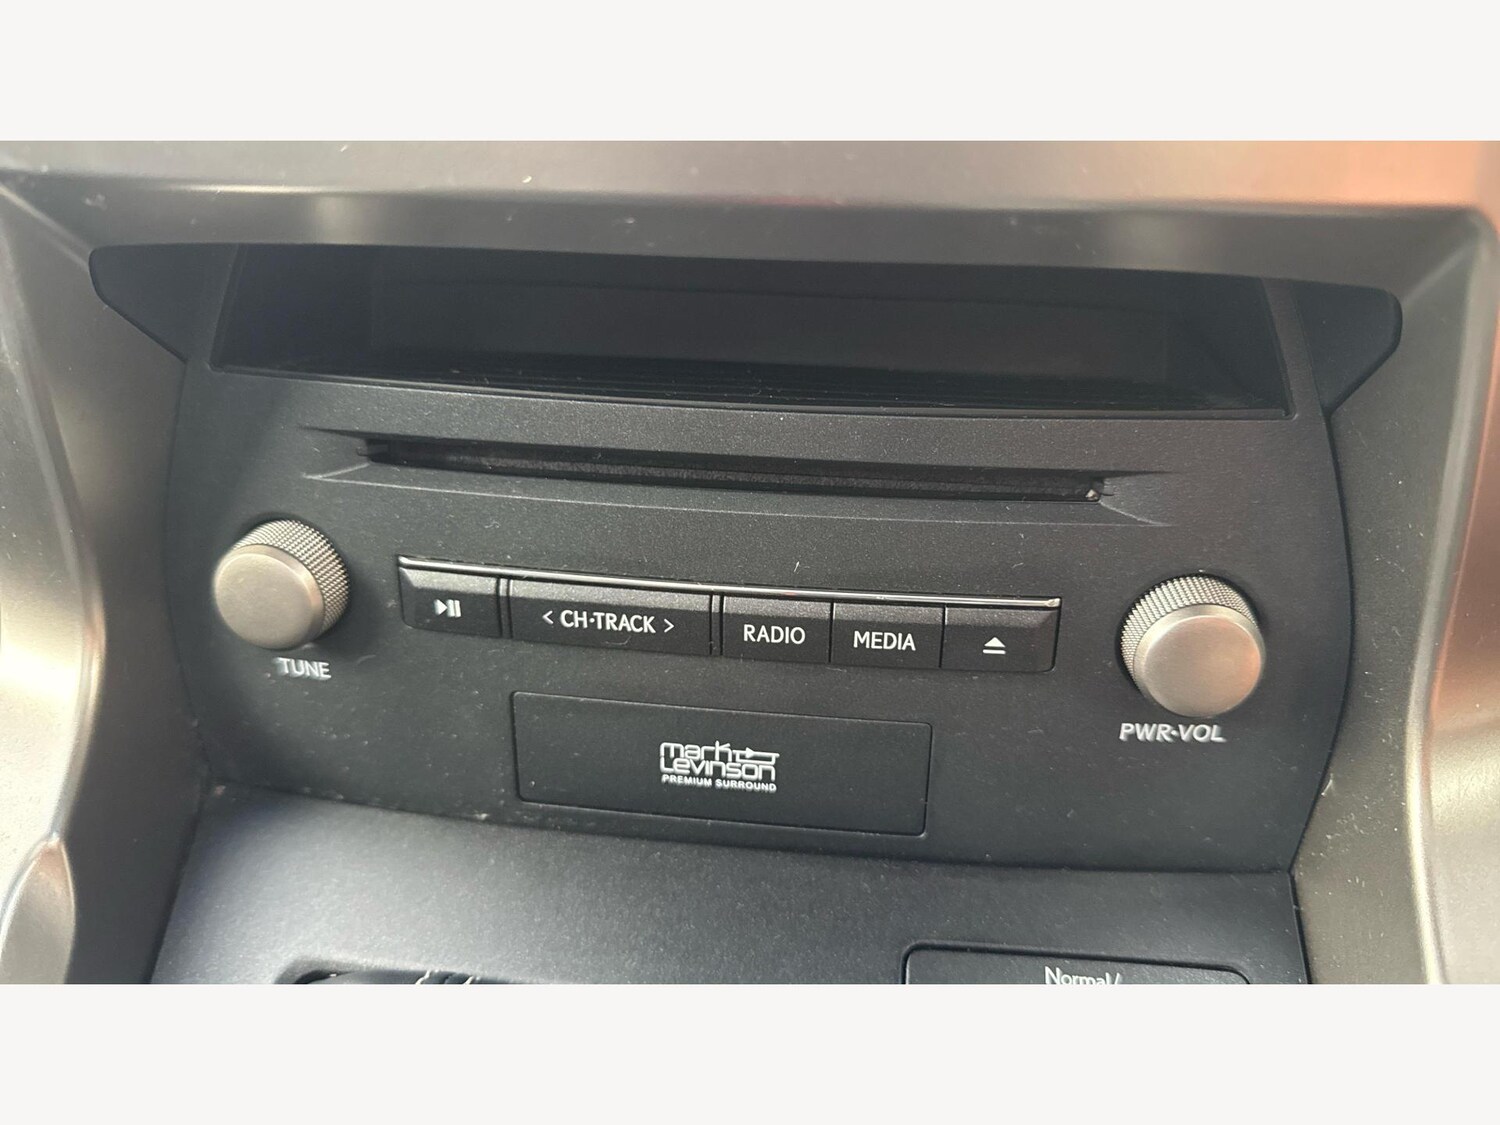 < CH·TRACK >
RADIO
MEDIA
TUNE
PWR·VOL
mark
Levinson
PREMIUM SURROUND
Normal/